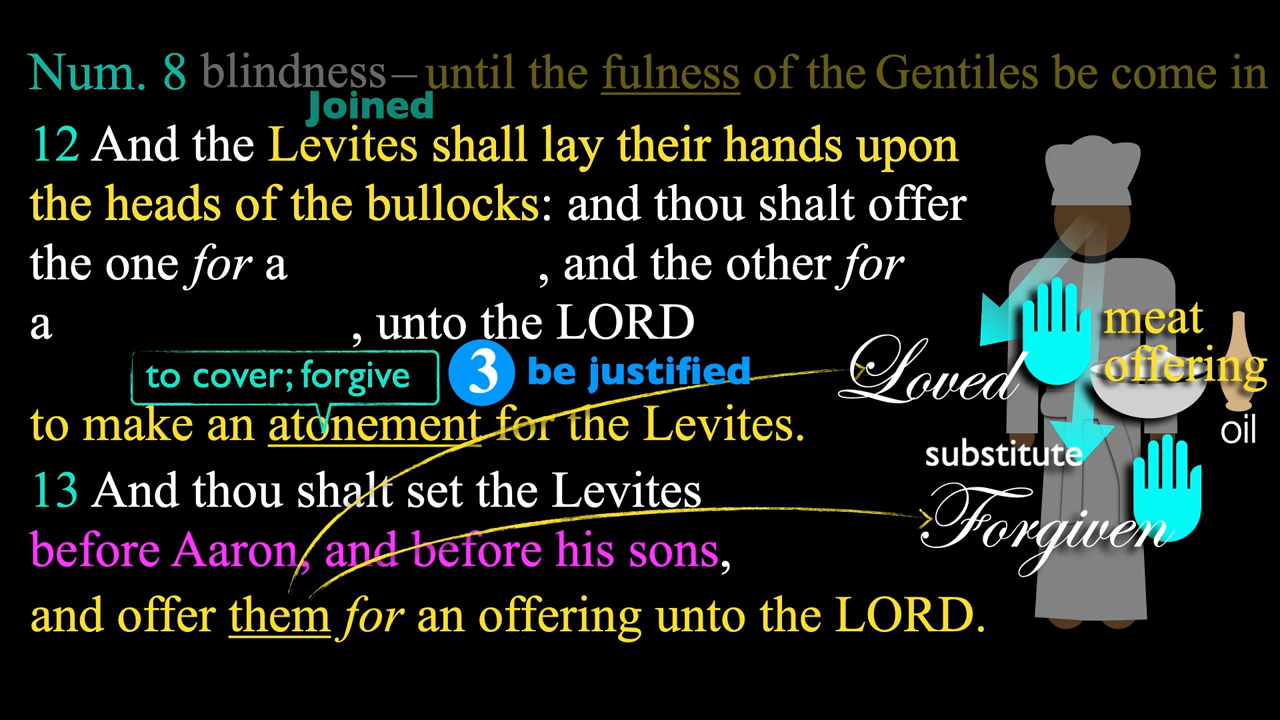 Num. 8 blindness – until the fulness of the Gentiles be come in
Joined
12 And the Levites shall lay their hands upon
the heads of the bullocks: and thou shalt offer
the one for a , and the other for
a , unto the LORD
to cover; forgive 3 be justified
to make an atonement for the Levites.
13 And thou shalt set the Levites
before Aaron, and before his sons,
and offer them for an offering unto the LORD.
meat
offering
Loved
oil
substitute
Forgiven